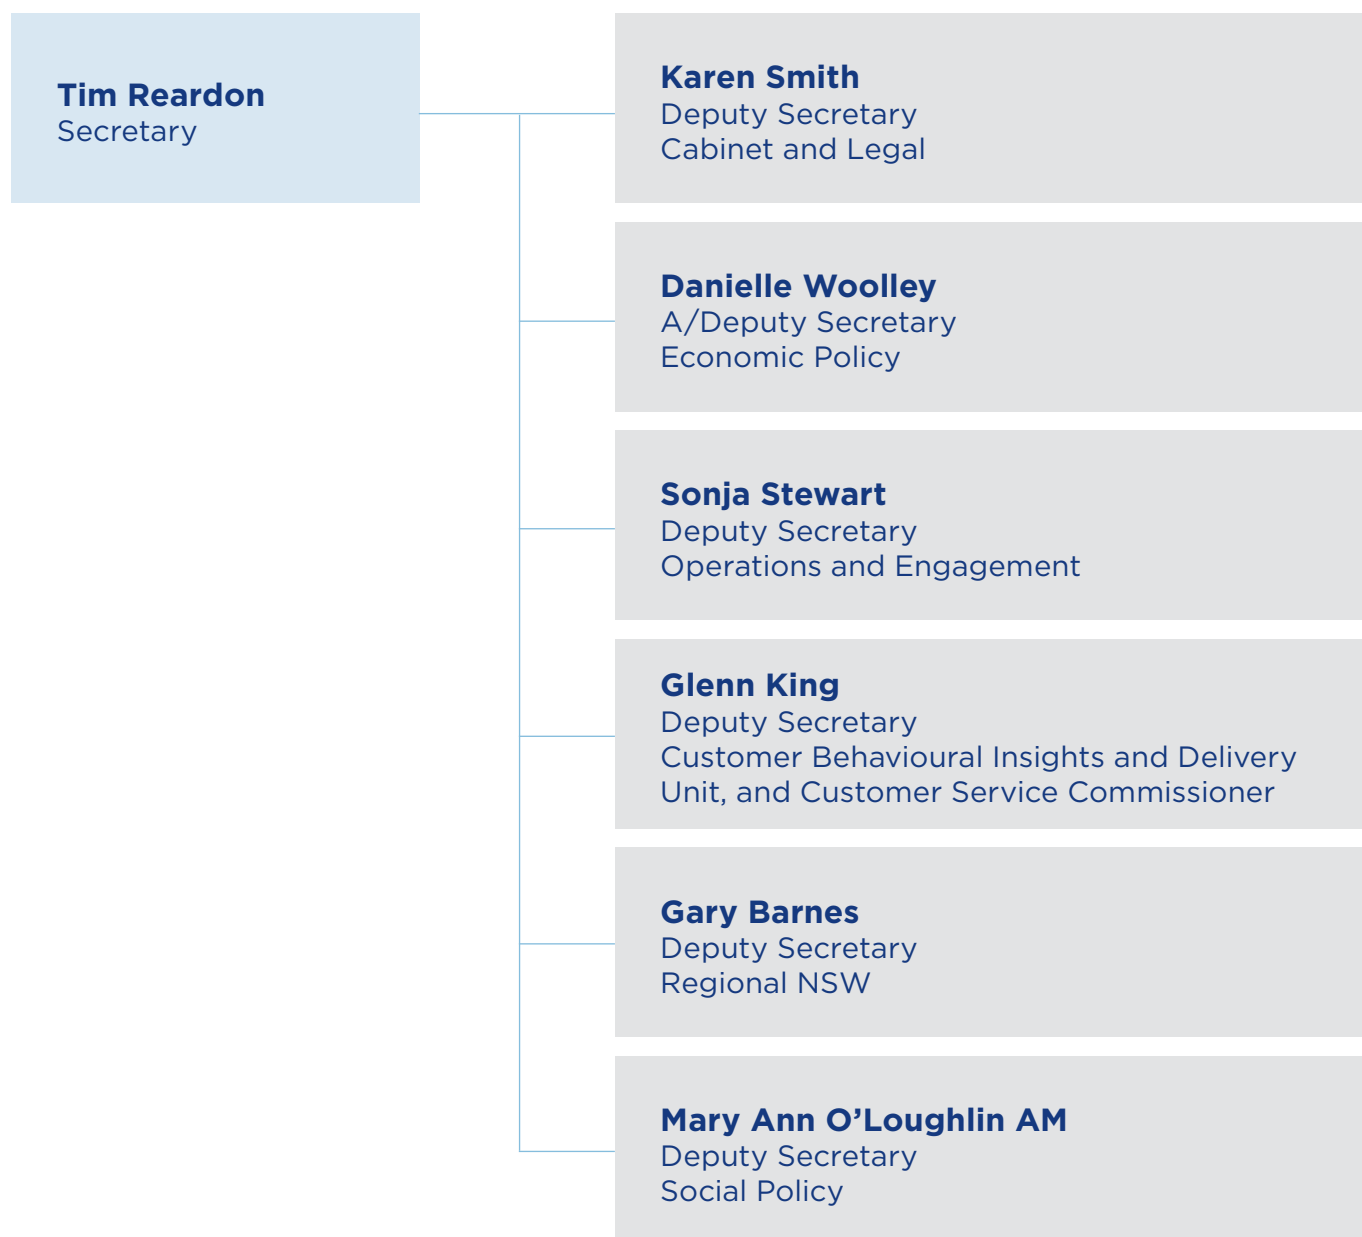 Tim Reardon
Secretary
Karen Smith
Deputy Secretary
Cabinet and Legal
Danielle Woolley
A/Deputy Secretary
Economic Policy
Sonja Stewart
Deputy Secretary
Operations and Engagement
Glenn King
Deputy Secretary
Customer Behavioural Insights and Delivery
Unit, and Customer Service Commissioner
Gary Barnes
Deputy Secretary
Regional NSW
Mary Ann O’Loughlin AM
Deputy Secretary
Social Policy